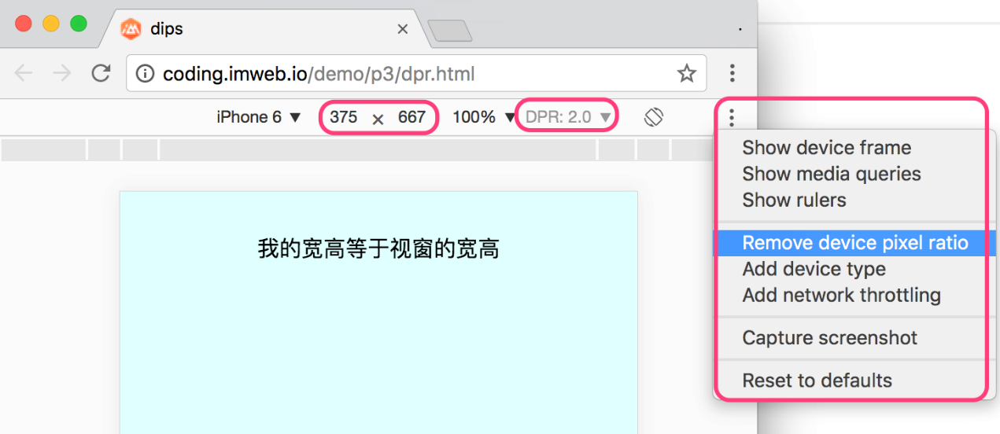 dips
coding.imweb.io/demo/p3/dpr.html
iPhone 6 ▼ 375 × 667 100% ▼ DPR: 2.0 ▼
Show device frame
Show media queries
Show rulers
Remove device pixel ratio
Add device type
Add network throttling
Capture screenshot
Reset to defaults
我的宽高等于视窗的宽高